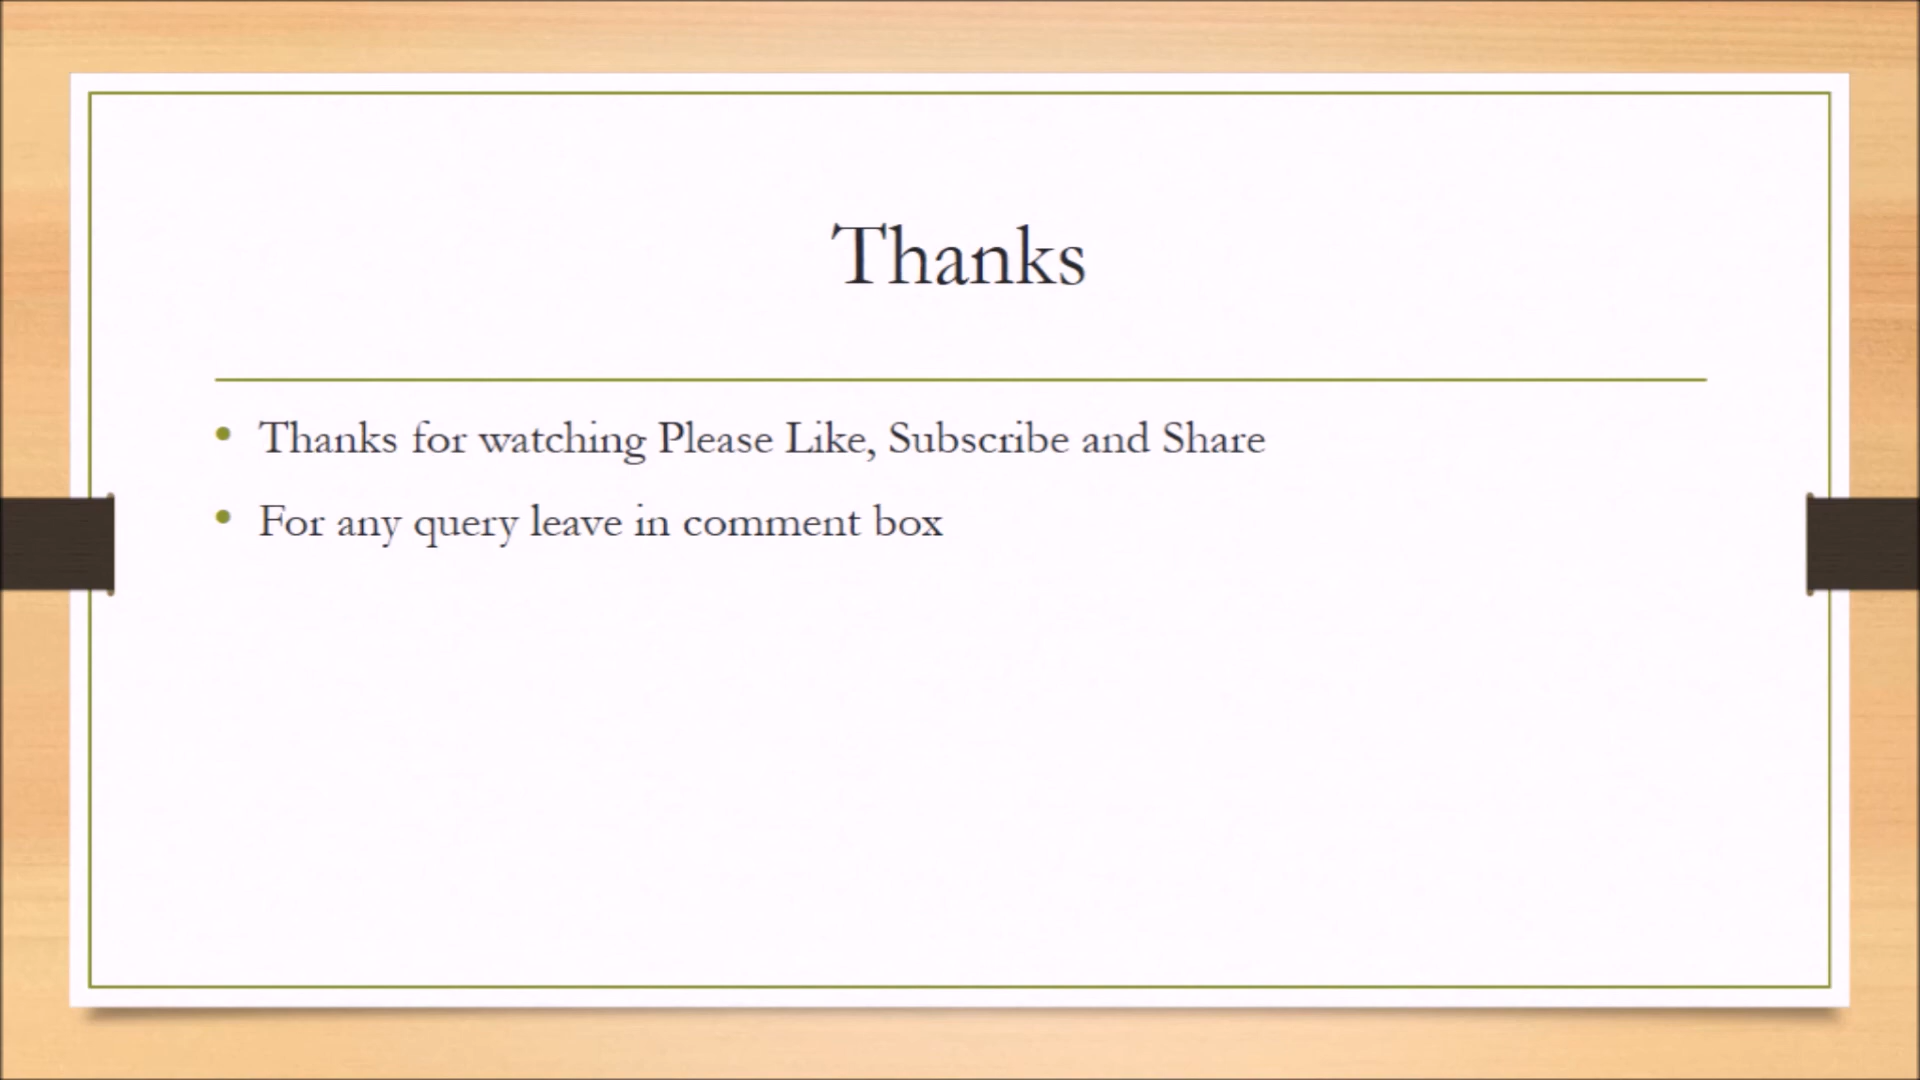 Thanks
• Thanks for watching Please Like, Subscribe and Share
• For any query leave in comment box